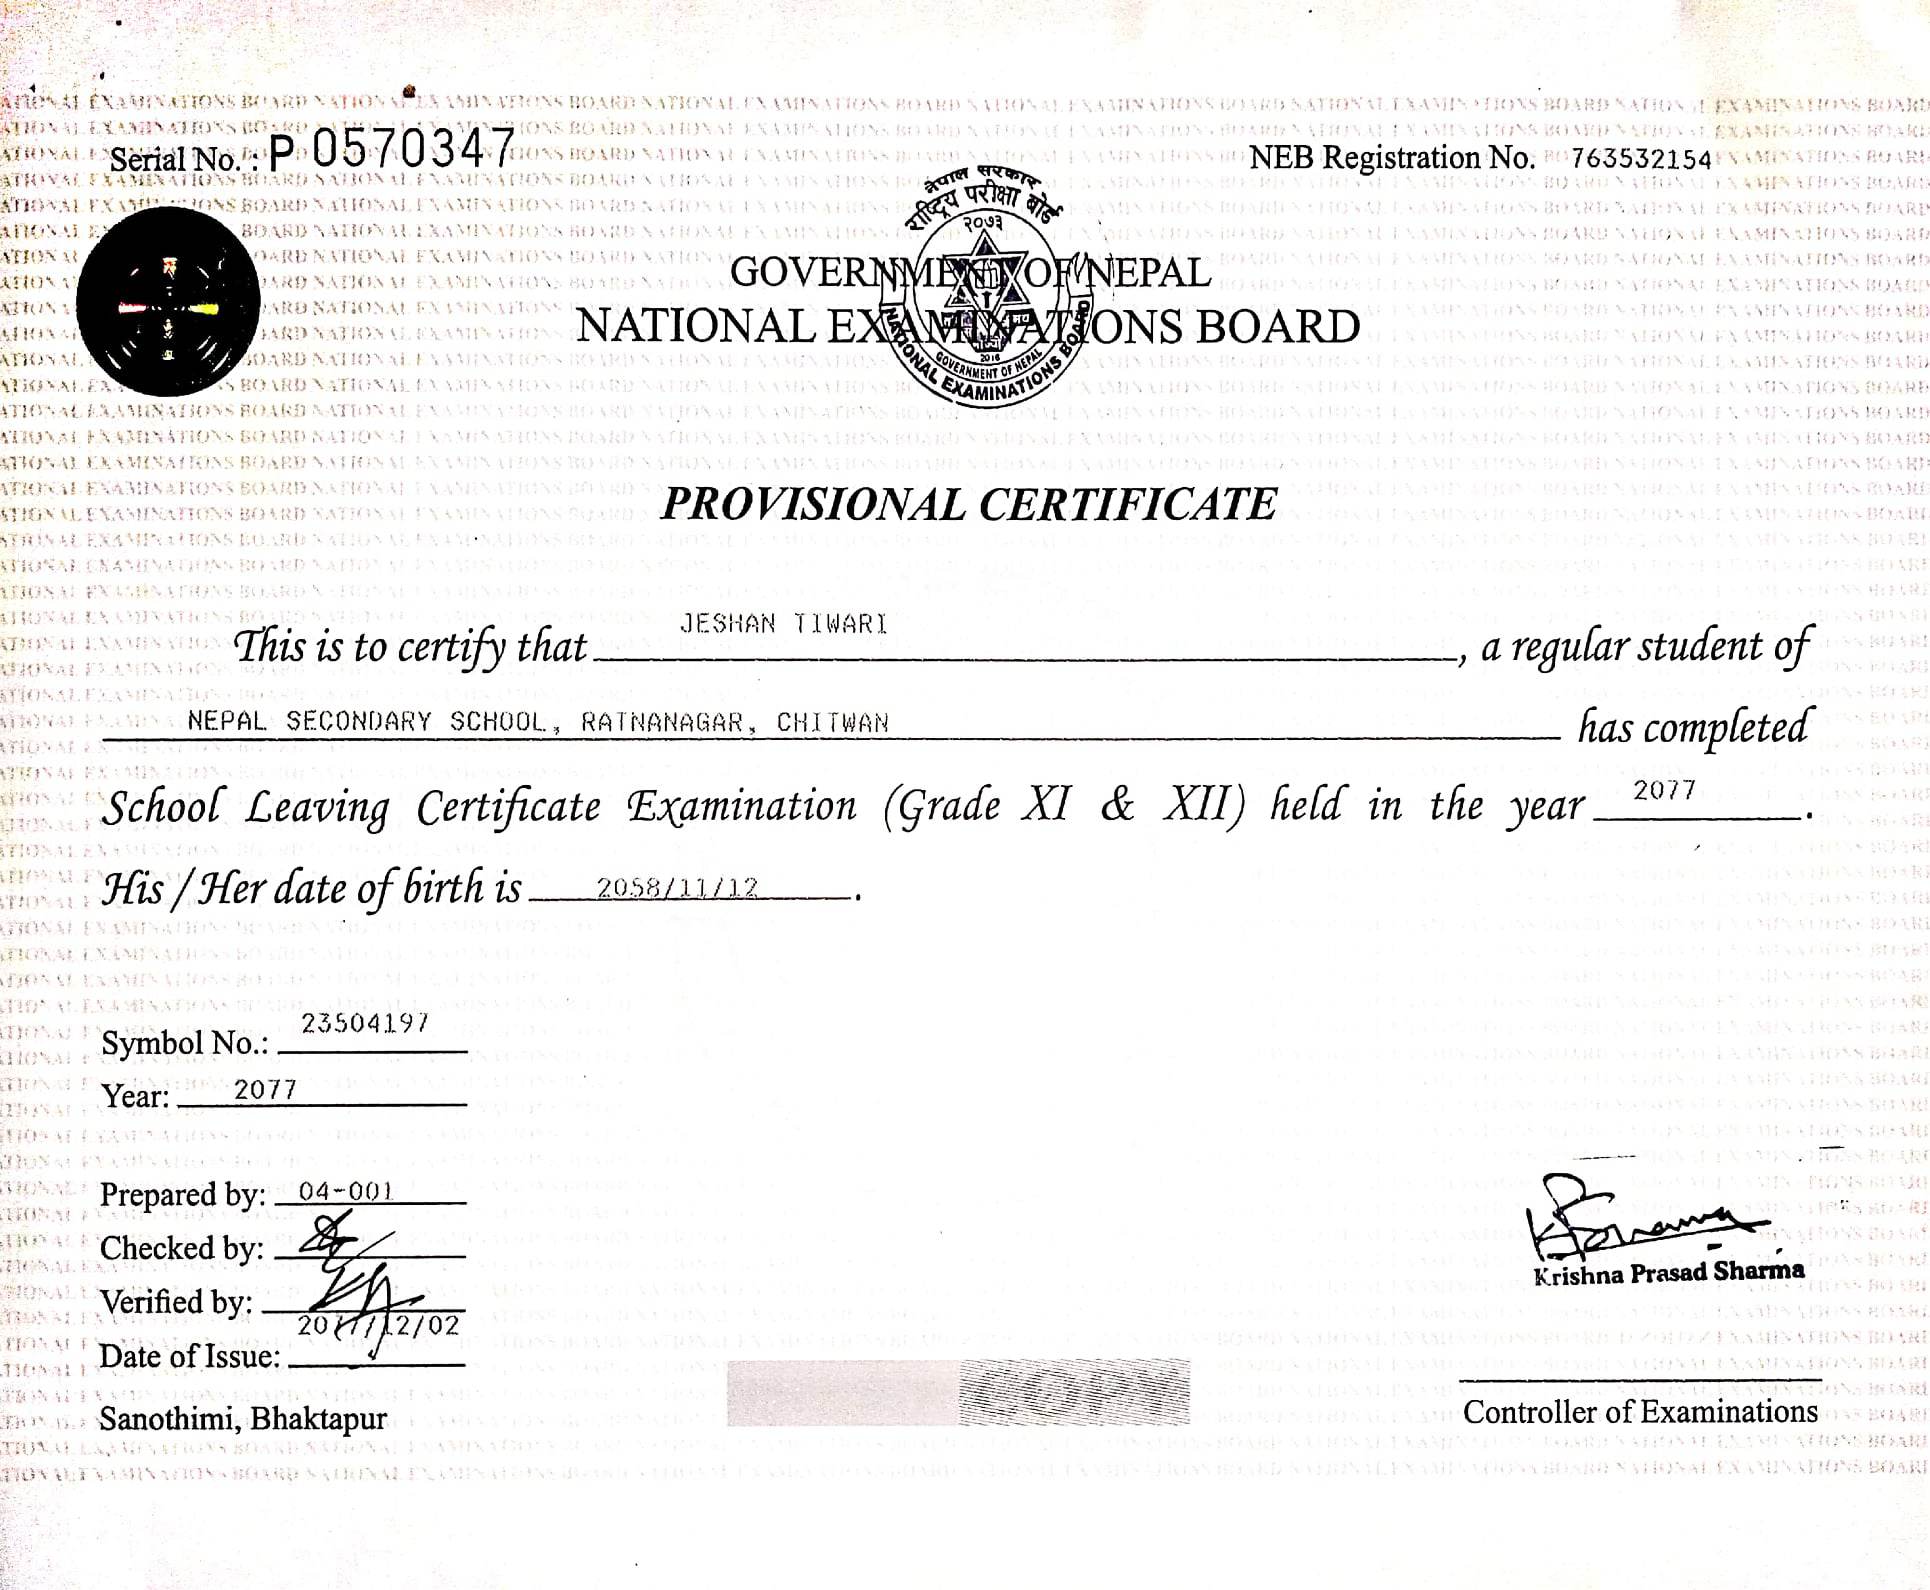 Serial No. : P 0570347
NEB Registration No. 763532154
नेपाल सरकार
राष्ट्रिय परीक्षा बोर्ड
२०७३
GOVERNMENT OF NEPAL
NATIONAL EXAMINATIONS BOARD
2016
GOVERNMENT OF NEPAL
NATIONAL EXAMINATIONS BOARD
PROVISIONAL CERTIFICATE
This is to certify that JESHAN TIWARI, a regular student of
NEPAL SECONDARY SCHOOL, RATNANAGAR, CHITWAN has completed
School Leaving Certificate Examination (Grade XI & XII) held in the year 2077.
His / Her date of birth is 2058/11/12.
Symbol No.: 23504197
Year: 2077
Prepared by: 04-001
Checked by:
Verified by:
Date of Issue: 2077/12/02
Sanothimi, Bhaktapur
COPY
Krishna Prasad Sharma
Controller of Examinations